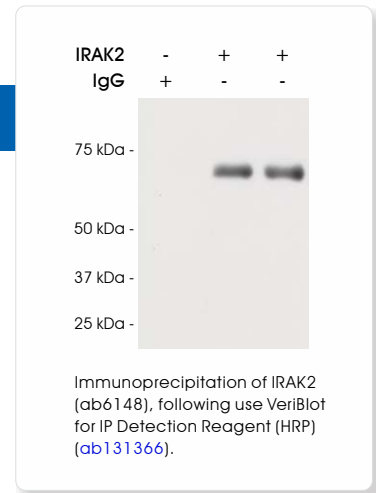 IRAK2 - + +
IgG + - -
75 kDa -
50 kDa -
37 kDa -
25 kDa -
Immunoprecipitation of IRAK2
(ab6148), following use VeriBlot
for IP Detection Reagent (HRP)
(ab131366).